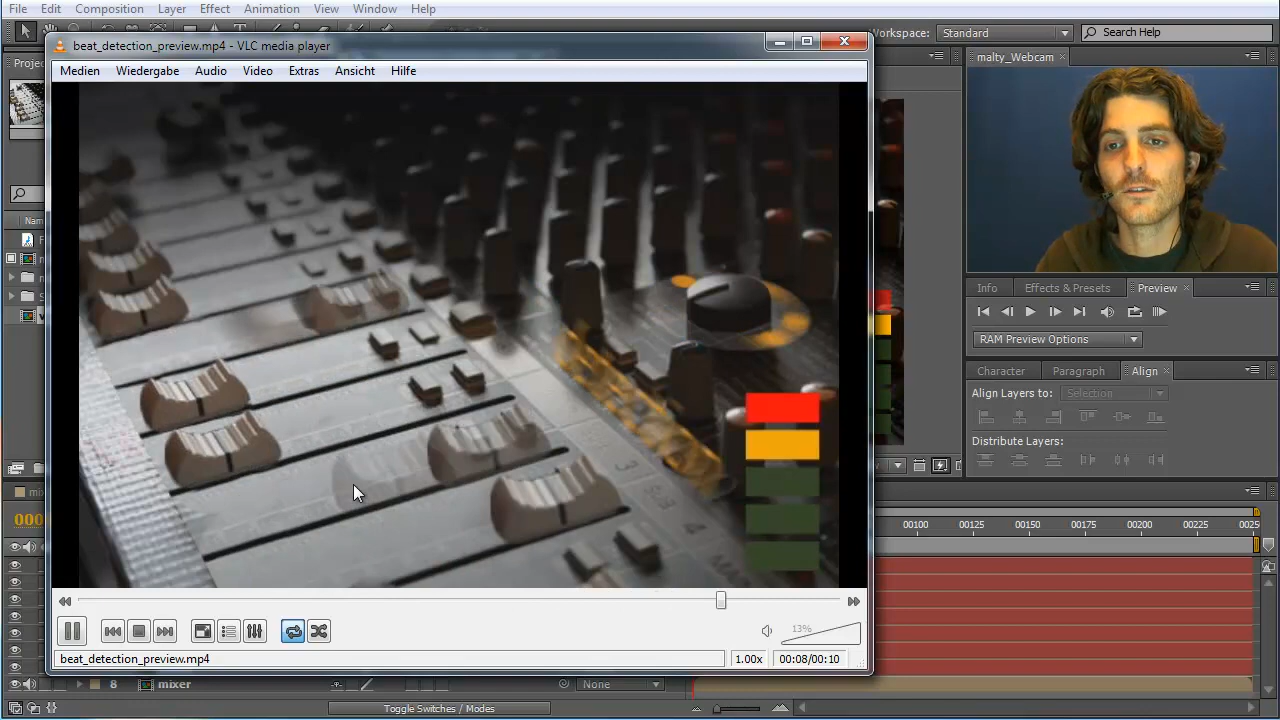 File Edit Composition Layer Effect Animation View Window Help
Workspace: Standard
Search Help
beat_detection_preview.mp4 - VLC media player
Medien Wiedergabe Audio Video Extras Ansicht Hilfe
malty_Webcam
Info Effects & Presets Preview
RAM Preview Options
Character Paragraph Align
Align Layers to: Selection
Distribute Layers:
3
4
00100 00125 00150 00175 00200 00225 0025
13%
beat_detection_preview.mp4 1.00x 00:08/00:10
8 mixer None
Toggle Switches / Modes